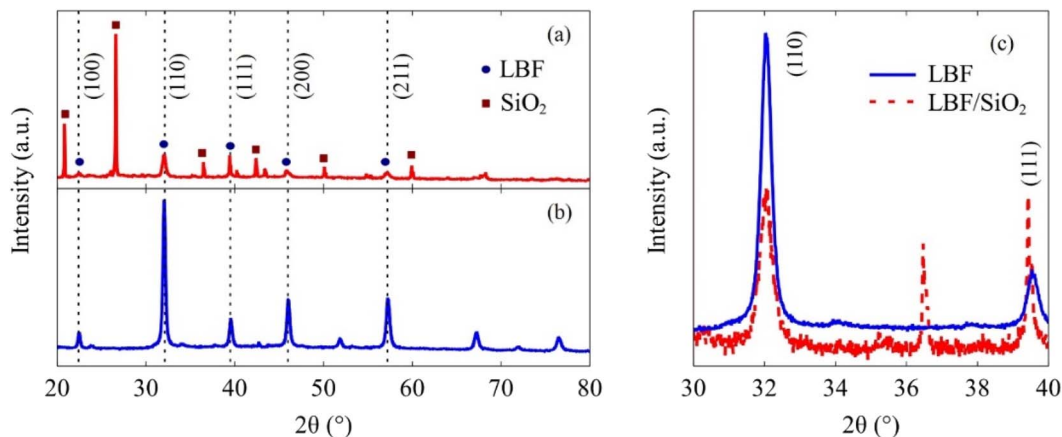 (a)
(100)
(110)
(111)
(200)
(211)
● LBF
■ SiO₂
(b)
Intensity (a.u.)
20 30 40 50 60 70 80
2θ (°)
(c)
(110)
LBF
LBF/SiO₂
(111)
Intensity (a.u.)
30 32 34 36 38 40
2θ (°)